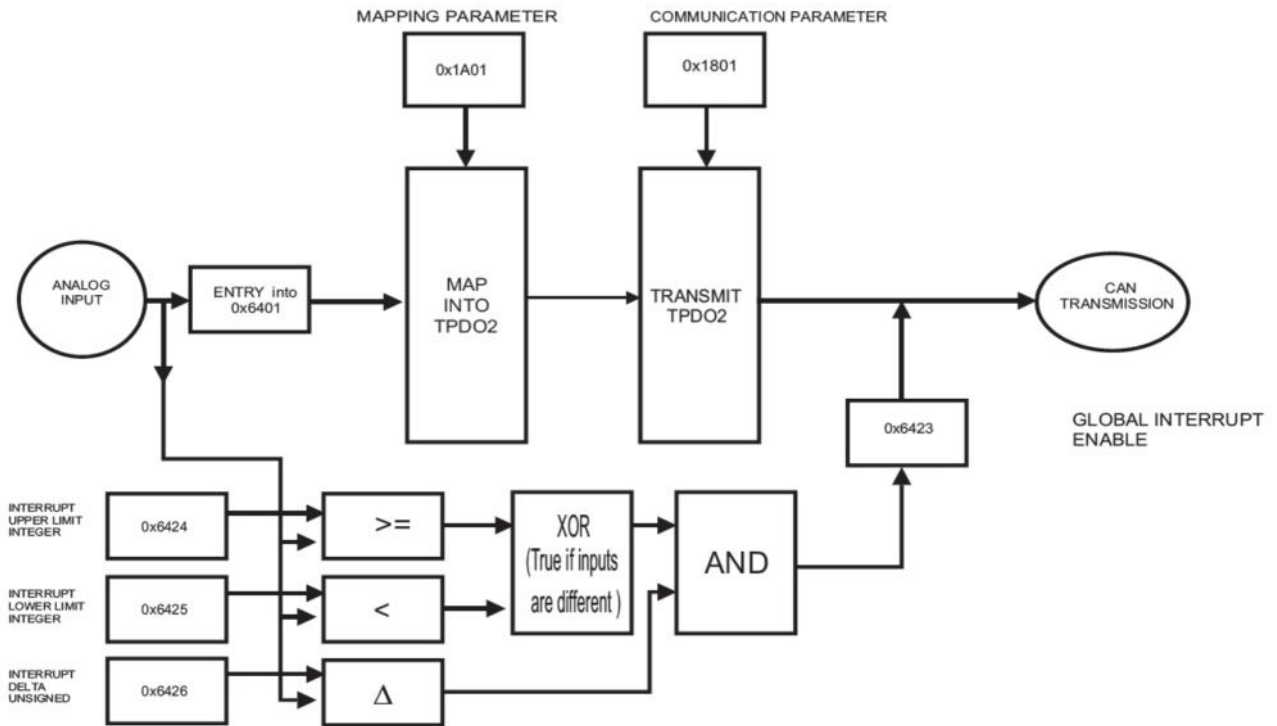 MAPPING PARAMETER
COMMUNICATION PARAMETER
0x1A01
0x1801
ANALOG
INPUT
ENTRY into
0x6401
MAP
INTO
TPDO2
TRANSMIT
TPDO2
CAN
TRANSMISSION
0x6423
GLOBAL INTERRUPT
ENABLE
INTERRUPT
UPPER LIMIT
INTEGER
0x6424
>=
XOR
(True if inputs
are different )
AND
INTERRUPT
LOWER LIMIT
INTEGER
0x6425
<
INTERRUPT
DELTA
UNSIGNED
0x6426
Δ